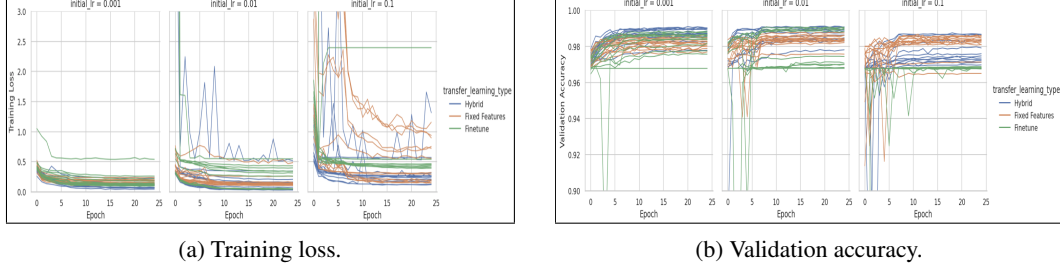 initial_lr = 0.001 initial_lr = 0.01 initial_lr = 0.1
3.0
2.5
2.0
1.5
1.0
0.5
0.0
Training Loss
0 5 10 15 20 25 0 5 10 15 20 25 0 5 10 15 20 25
Epoch Epoch Epoch
transfer_learning_type
Hybrid
Fixed Features
Finetune
(a) Training loss.
initial_lr = 0.001 initial_lr = 0.01 initial_lr = 0.1
1.00
0.98
0.96
0.94
0.92
0.90
Validation Accuracy
0 5 10 15 20 25 0 5 10 15 20 25 0 5 10 15 20 25
Epoch Epoch Epoch
transfer_learning_type
Hybrid
Fixed Features
Finetune
(b) Validation accuracy.